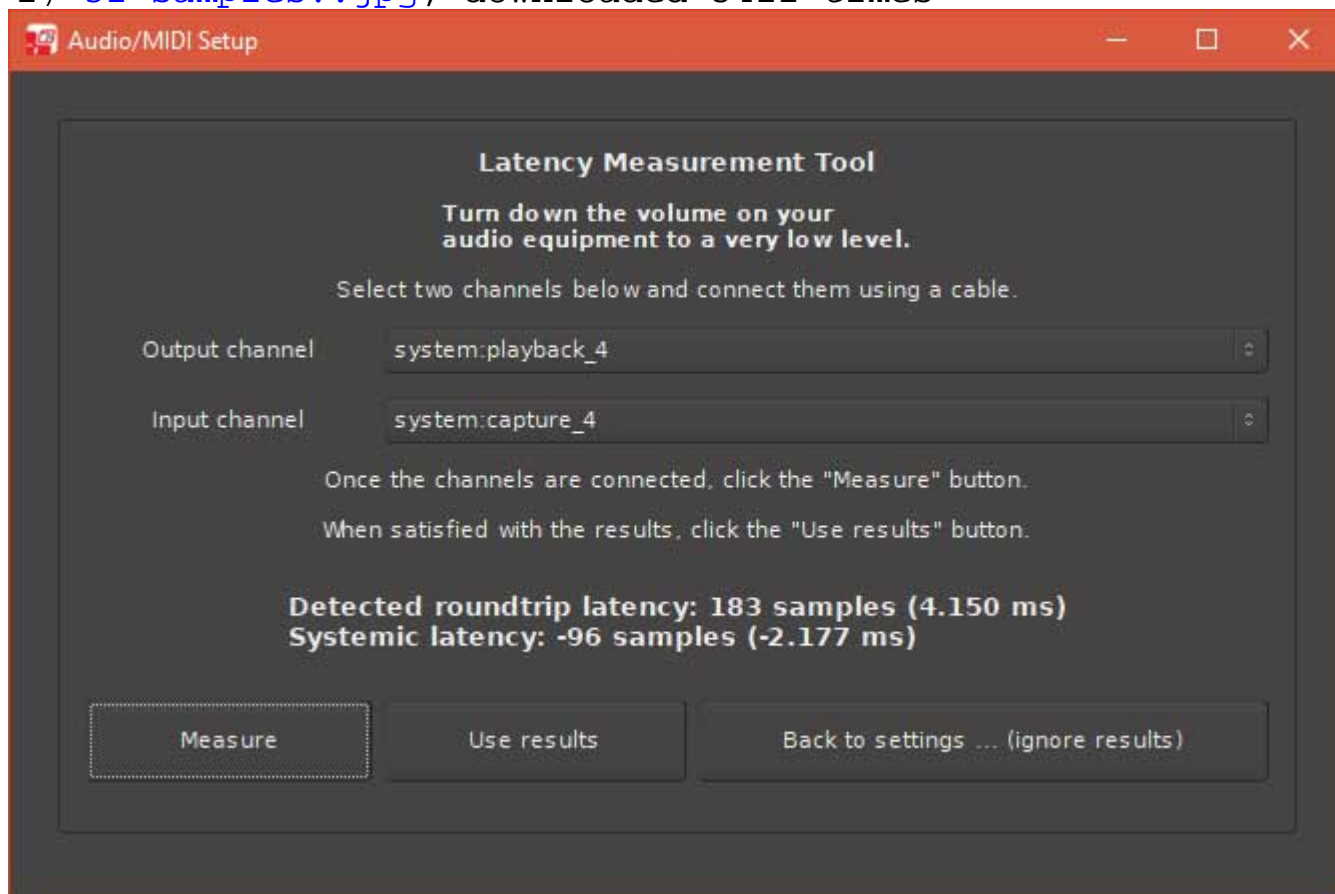 Audio/MIDI Setup
Latency Measurement Tool
Turn down the volume on your
audio equipment to a very low level.
Select two channels below and connect them using a cable.
Output channel system:playback_4
Input channel system:capture_4
Once the channels are connected, click the "Measure" button.
When satisfied with the results, click the "Use results" button.
Detected roundtrip latency: 183 samples (4.150 ms)
Systemic latency: -96 samples (-2.177 ms)
Measure Use results Back to settings ... (ignore results)